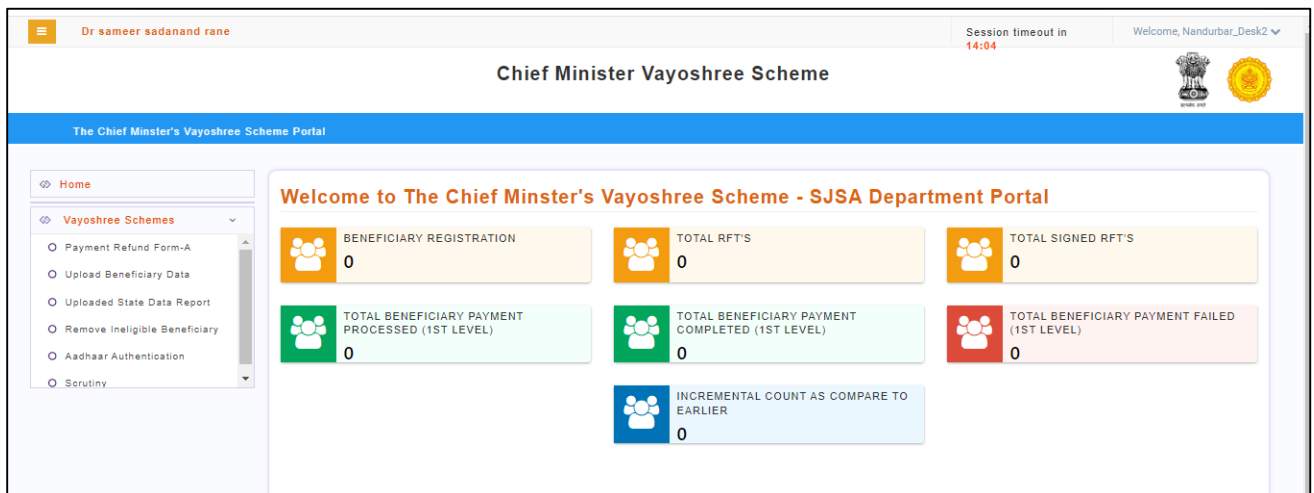 Dr sameer sadanand rane
Session timeout in
14:04
Welcome, Nandurbar_Desk2
Chief Minister Vayoshree Scheme
The Chief Minster's Vayoshree Scheme Portal
Home
Vayoshree Schemes
Payment Refund Form-A
Upload Beneficiary Data
Uploaded State Data Report
Remove Ineligible Beneficiary
Aadhaar Authentication
Scrutiny
Welcome to The Chief Minster's Vayoshree Scheme - SJSA Department Portal
BENEFICIARY REGISTRATION
0
TOTAL RFT'S
0
TOTAL SIGNED RFT'S
0
TOTAL BENEFICIARY PAYMENT
PROCESSED (1ST LEVEL)
0
TOTAL BENEFICIARY PAYMENT
COMPLETED (1ST LEVEL)
0
TOTAL BENEFICIARY PAYMENT FAILED
(1ST LEVEL)
0
INCREMENTAL COUNT AS COMPARE TO
EARLIER
0